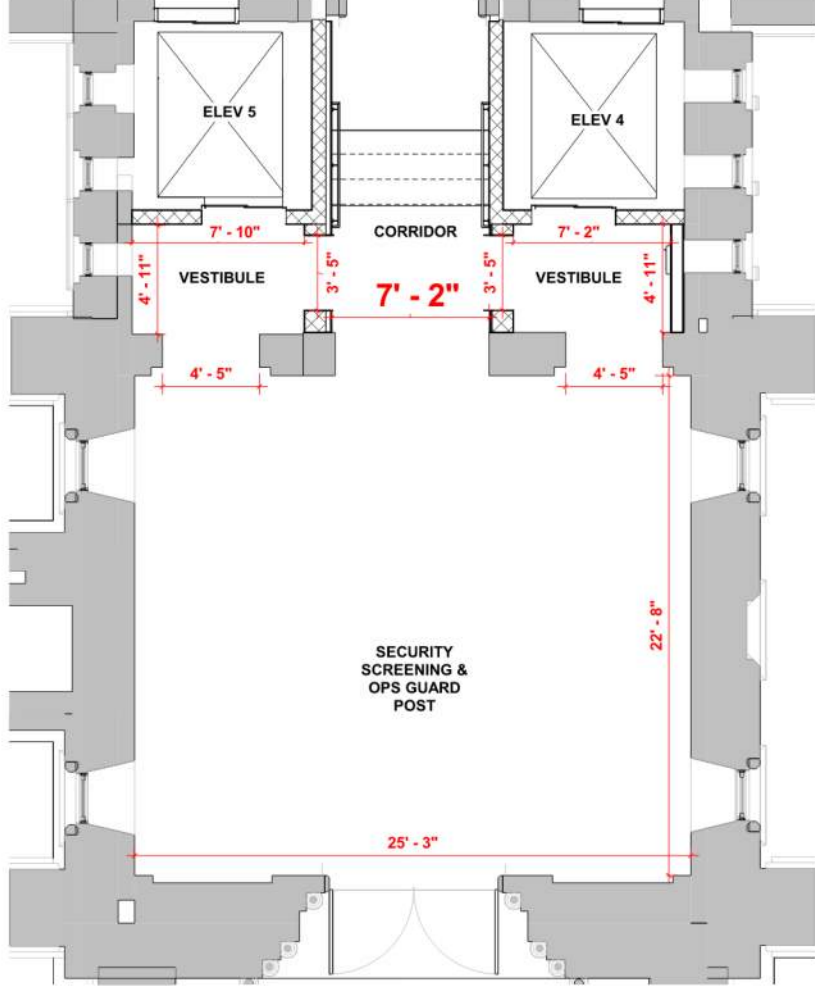 ELEV 5
ELEV 4
7' - 10"
CORRIDOR
7' - 2"
4' - 11"
VESTIBULE
3' - 5"
7' - 2"
3' - 5"
VESTIBULE
4' - 11"
4' - 5"
4' - 5"
22' - 8"
SECURITY
SCREENING &
OPS GUARD
POST
25' - 3"